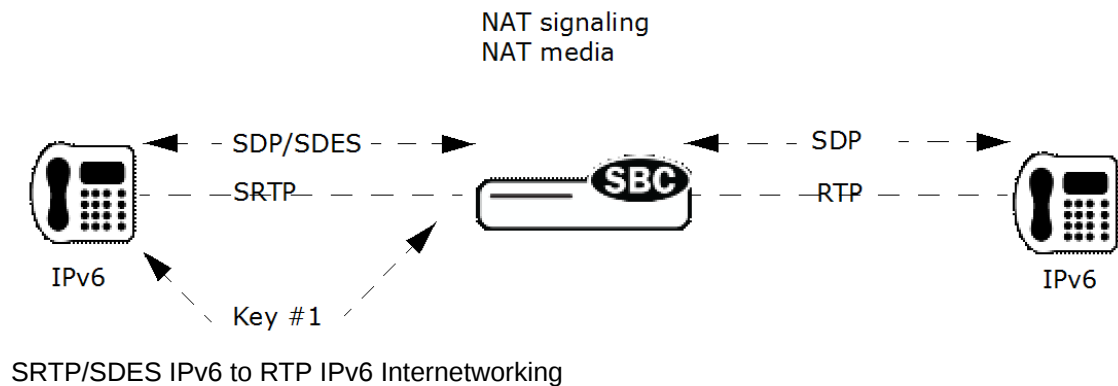 NAT signaling
NAT media
SDP/SDES
SDP
SBC
SRTP
RTP
IPv6
IPv6
Key #1
SRTP/SDES IPv6 to RTP IPv6 Internetworking